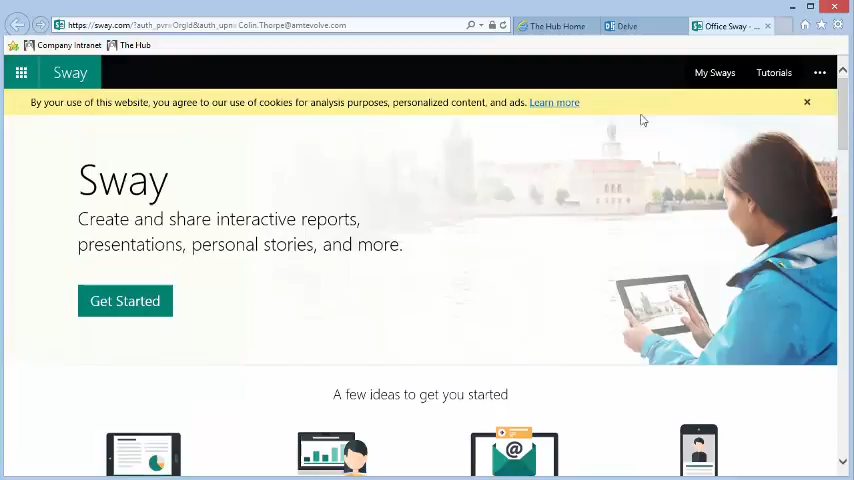 https://sway.com/?auth_pvr=OrgId&auth_upn=Colin.Thorpe@amtevolve.com
The Hub Home
Delve
Office Sway - ...
Company Intranet
The Hub
Sway
My Sways
Tutorials
By your use of this website, you agree to our use of cookies for analysis purposes, personalized content, and ads. Learn more
Sway
Create and share interactive reports,
presentations, personal stories, and more.
Get Started
A few ideas to get you started
@